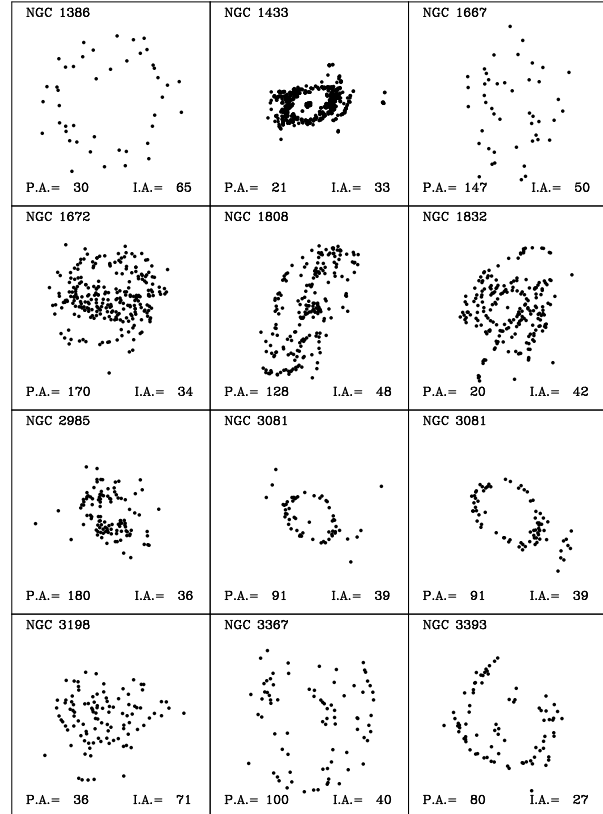 NGC 1386
P.A.= 30 I.A.= 65
NGC 1433
P.A.= 21 I.A.= 33
NGC 1667
P.A.= 147 I.A.= 50
NGC 1672
P.A.= 170 I.A.= 34
NGC 1808
P.A.= 128 I.A.= 48
NGC 1832
P.A.= 20 I.A.= 42
NGC 2985
P.A.= 180 I.A.= 36
NGC 3081
P.A.= 91 I.A.= 39
NGC 3081
P.A.= 91 I.A.= 39
NGC 3198
P.A.= 36 I.A.= 71
NGC 3367
P.A.= 100 I.A.= 40
NGC 3393
P.A.= 80 I.A.= 27